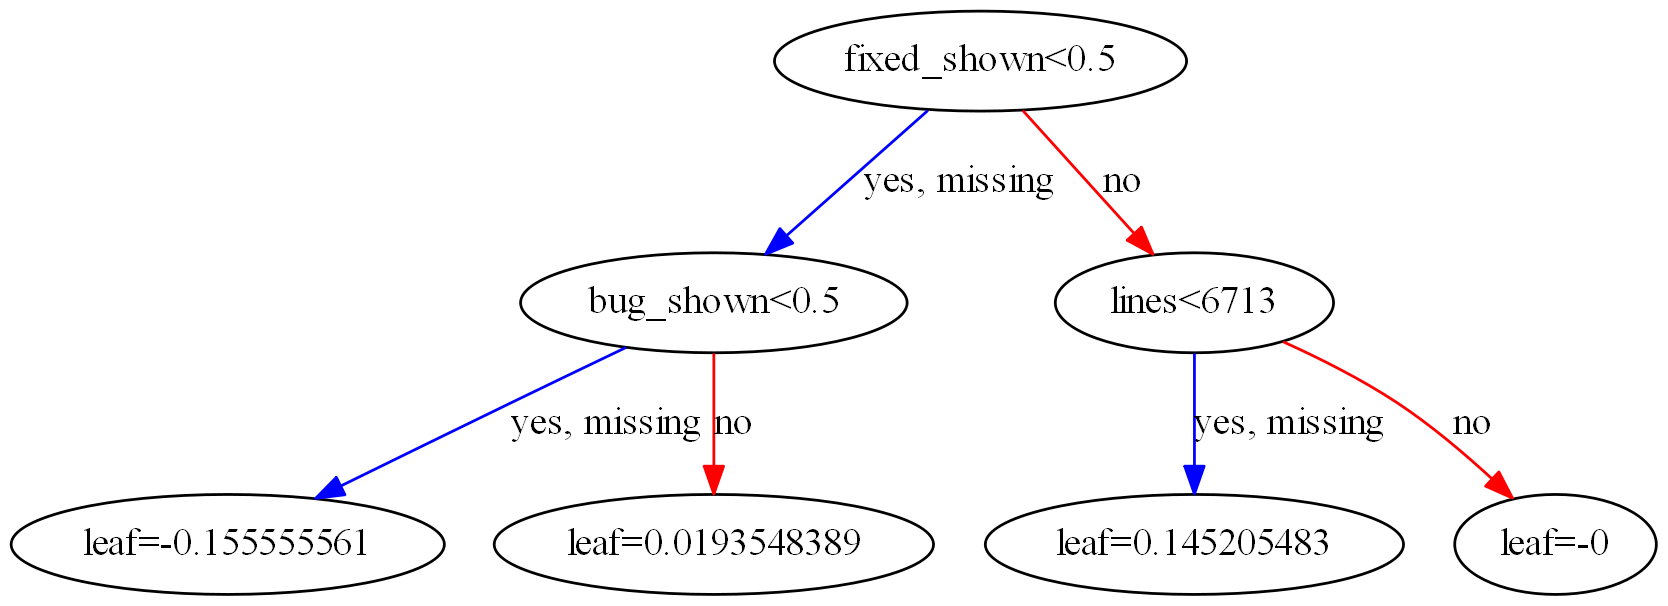 fixed_shown<0.5
yes, missing
no
bug_shown<0.5
lines<6713
yes, missing
no
yes, missing
no
leaf=-0.155555561
leaf=0.0193548389
leaf=0.145205483
leaf=-0